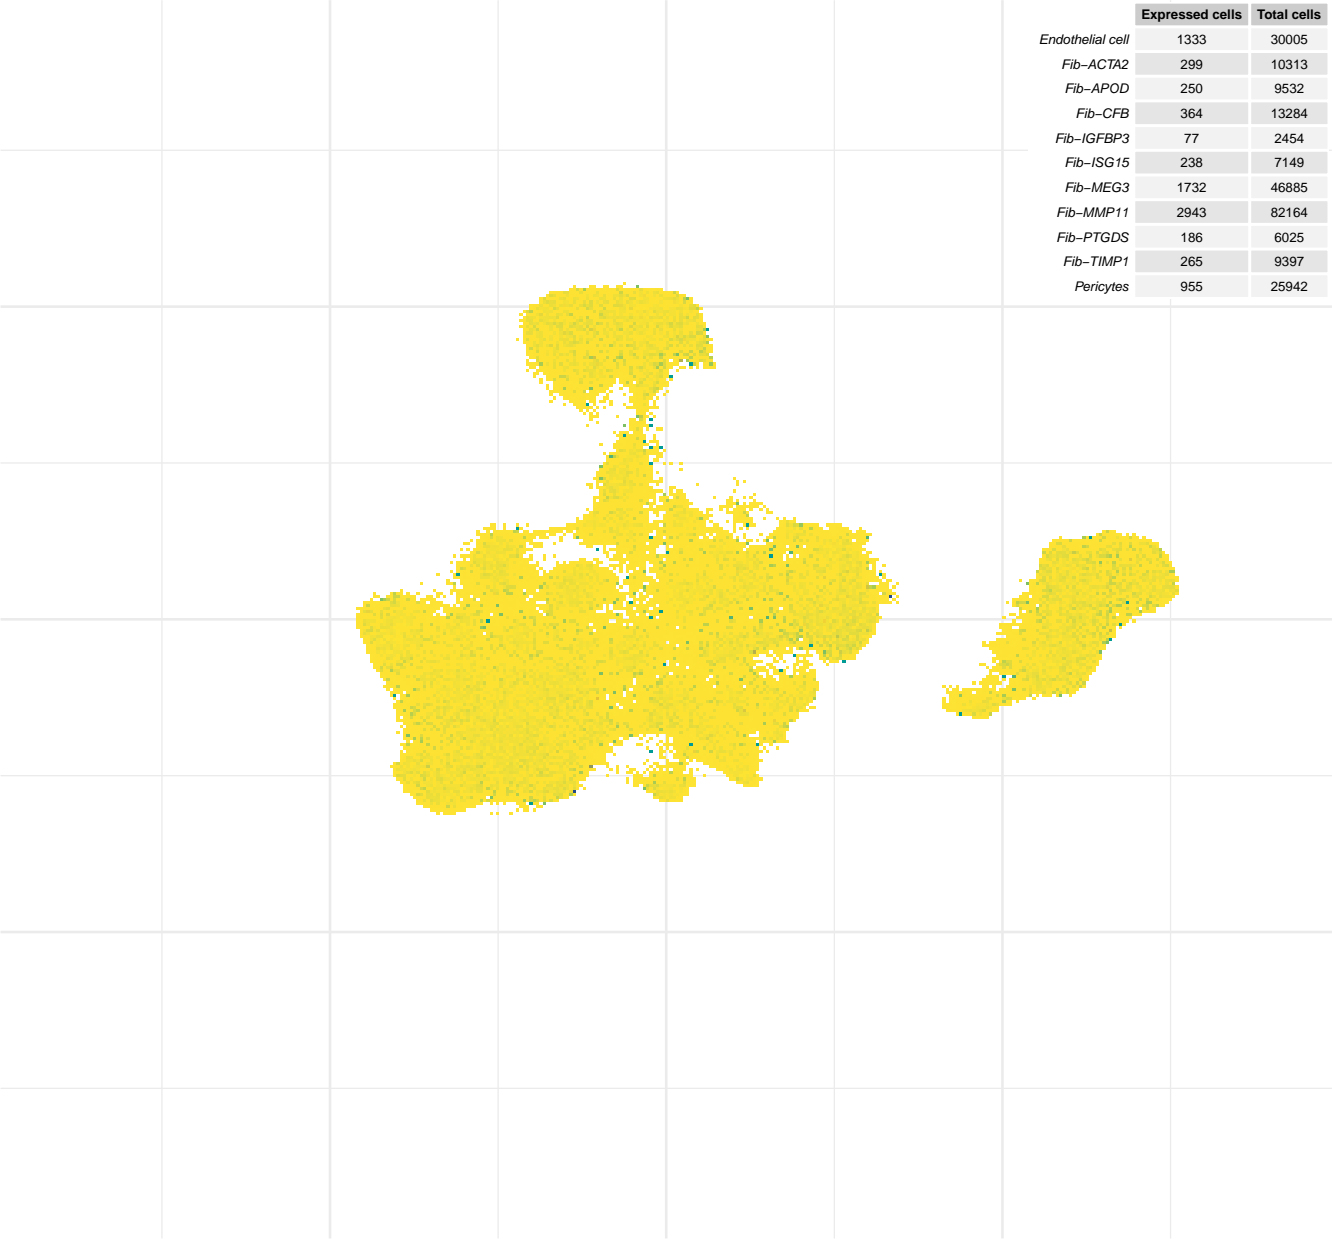 Expressed cells Total cells
Endothelial cell 1333 30005
Fib−ACTA2 299 10313
Fib−APOD 250 9532
Fib−CFB 364 13284
Fib−IGFBP3 77 2454
Fib−ISG15 238 7149
Fib−MEG3 1732 46885
Fib−MMP11 2943 82164
Fib−PTGDS 186 6025
Fib−TIMP1 265 9397
Pericytes 955 25942